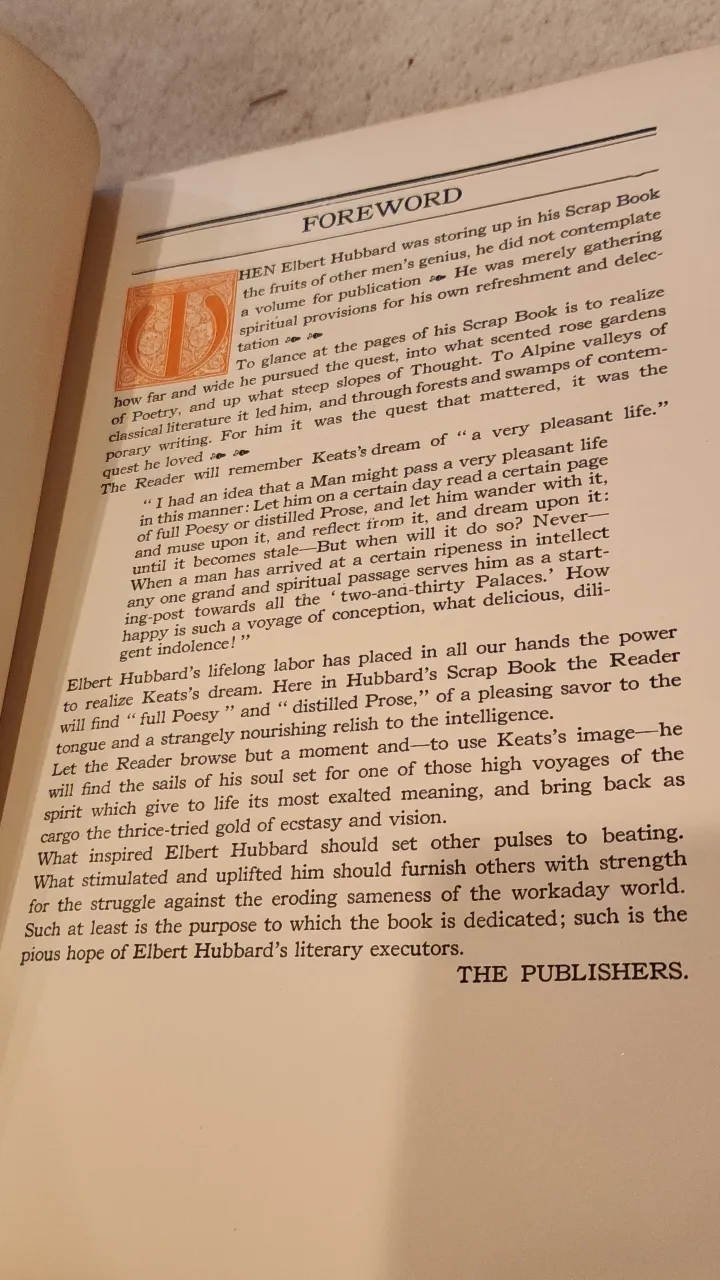 FOREWORD
WHEN Elbert Hubbard was storing up in his Scrap Book
the fruits of other men's genius, he did not contemplate
a volume for publication He was merely gathering
spiritual provisions for his own refreshment and delec-
tation
To glance at the pages of his Scrap Book is to realize
how far and wide he pursued the quest, into what scented rose gardens
of Poetry, and up what steep slopes of Thought. To Alpine valleys of
classical literature it led him, and through forests and swamps of contem-
porary writing. For him it was the quest that mattered, it was the
quest he loved
The Reader will remember Keats's dream of “a very pleasant life.”
“I had an idea that a Man might pass a very pleasant life
in this manner: Let him on a certain day read a certain page
of full Poesy or distilled Prose, and let him wander with it,
and muse upon it, and reflect from it, and dream upon it:
until it becomes stale—But when will it do so? Never—
When a man has arrived at a certain ripeness in intellect
any one grand and spiritual passage serves him as a start-
ing-post towards all the ‘two-and-thirty Palaces.’ How
happy is such a voyage of conception, what delicious, dili-
gent indolence!”
Elbert Hubbard's lifelong labor has placed in all our hands the power
to realize Keats's dream. Here in Hubbard's Scrap Book the Reader
will find “full Poesy” and “distilled Prose,” of a pleasing savor to the
tongue and a strangely nourishing relish to the intelligence.
Let the Reader browse but a moment and—to use Keats's image—he
will find the sails of his soul set for one of those high voyages of the
spirit which give to life its most exalted meaning, and bring back as
cargo the thrice-tried gold of ecstasy and vision.
What inspired Elbert Hubbard should set other pulses to beating.
What stimulated and uplifted him should furnish others with strength
for the struggle against the eroding sameness of the workaday world.
Such at least is the purpose to which the book is dedicated; such is the
pious hope of Elbert Hubbard's literary executors.
THE PUBLISHERS.